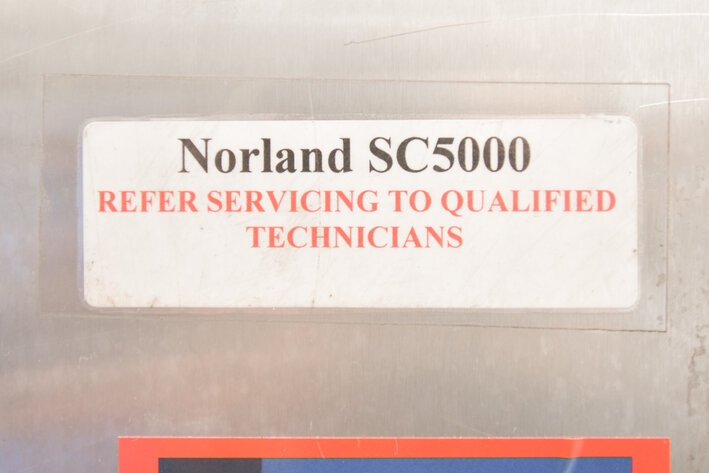 Norland SC5000
REFER SERVICING TO QUALIFIED
TECHNICIANS